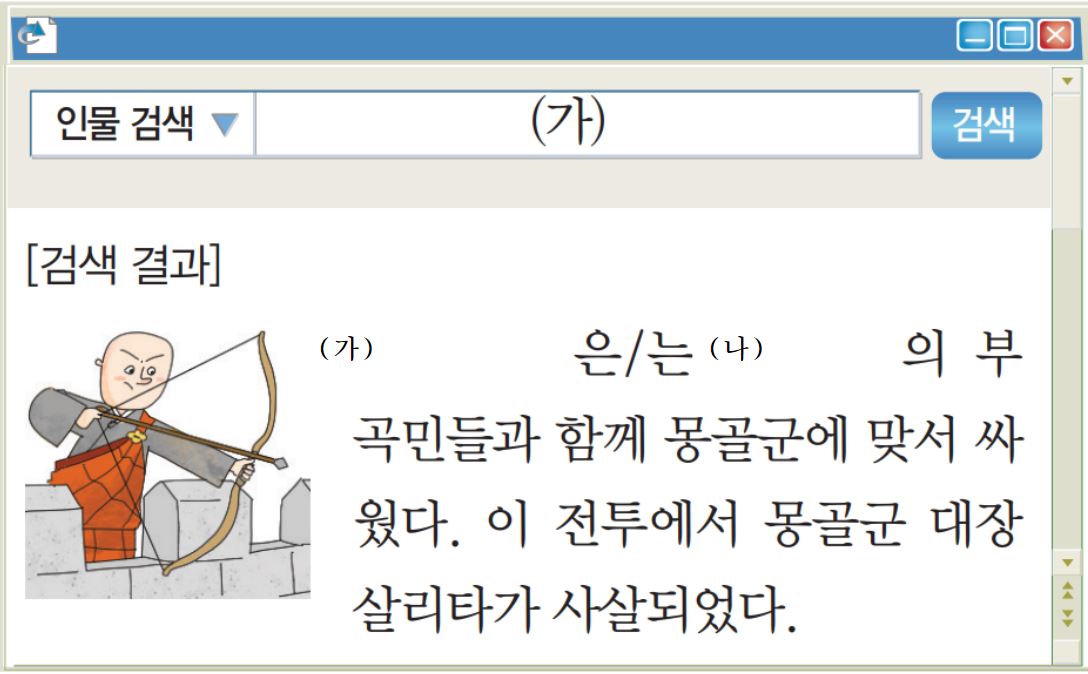 인물 검색 ▼ (가) 검색
[검색 결과]
(가) 은/는 (나) 의 부
곡민들과 함께 몽골군에 맞서 싸
웠다. 이 전투에서 몽골군 대장
살리타가 사살되었다.